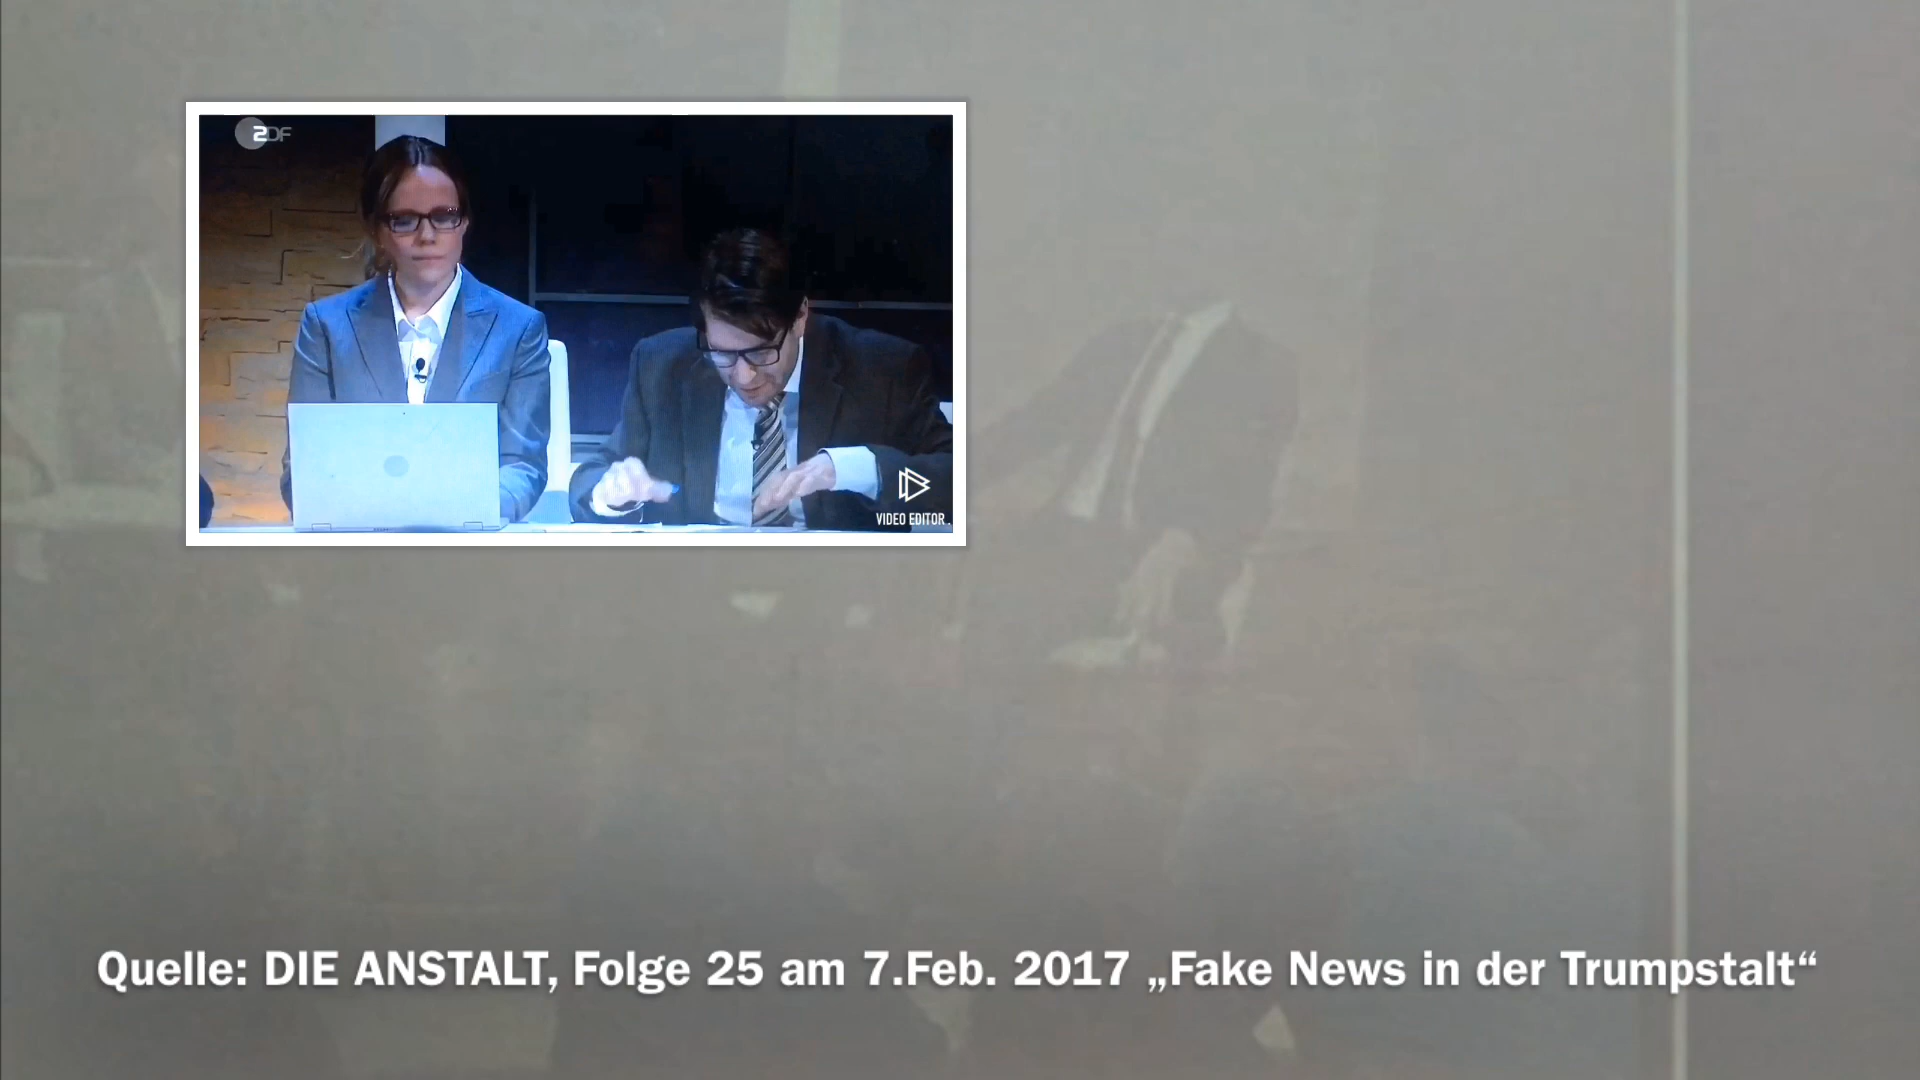 ZDF
VIDEO EDITOR
Quelle: DIE ANSTALT, Folge 25 am 7.Feb. 2017 „Fake News in der Trumpstalt“